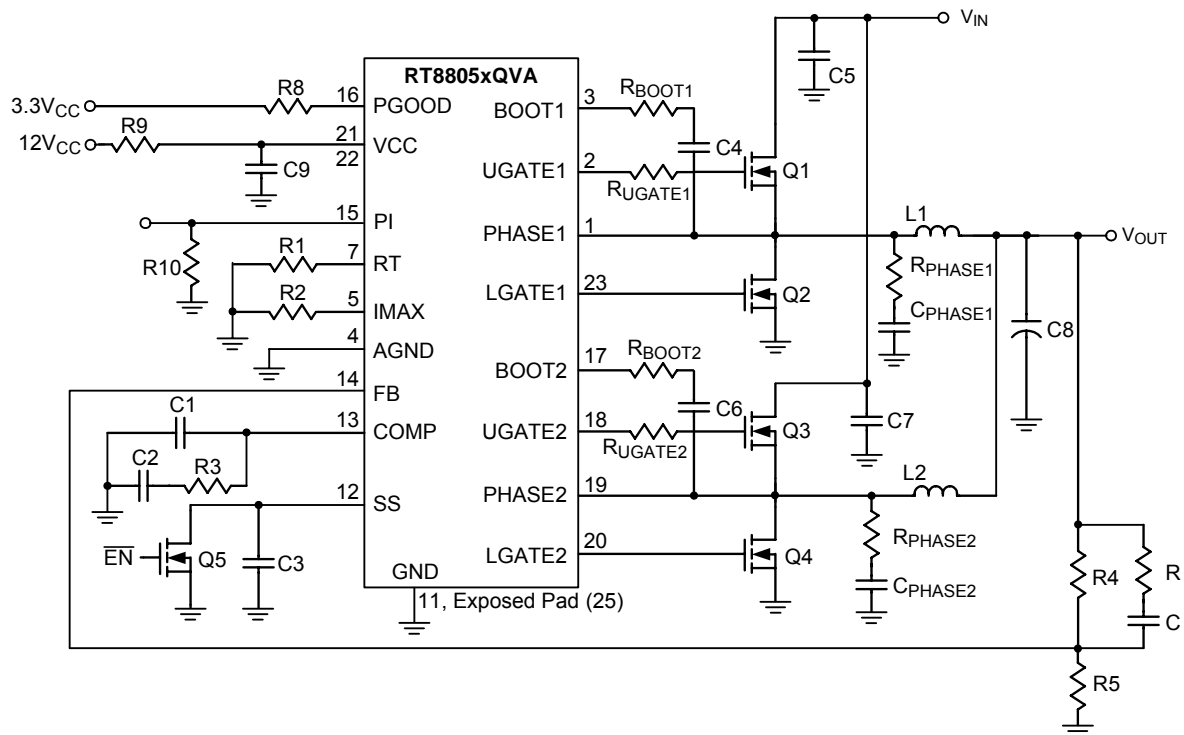 V_IN
RT8805xQVA
C5
3.3V_CC
R8
16
PGOOD
BOOT1
3
R_BOOT1
12V_CC
R9
21
22
VCC
C9
C4
UGATE1
2
R_UGATE1
Q1
15
PI
R10
R1
7
RT
PHASE1
1
L1
V_OUT
R2
5
IMAX
LGATE1
23
Q2
R_PHASE1
C_PHASE1
C8
4
AGND
BOOT2
17
R_BOOT2
14
FB
C6
C7
C1
13
COMP
UGATE2
18
R_UGATE2
Q3
C2
R3
L2
12
SS
PHASE2
19
EN
Q5
C3
LGATE2
20
Q4
R_PHASE2
C_PHASE2
R4
R
C
GND
11, Exposed Pad (25)
R5